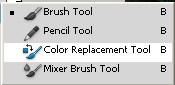 Brush Tool B
Pencil Tool B
Color Replacement Tool B
Mixer Brush Tool B